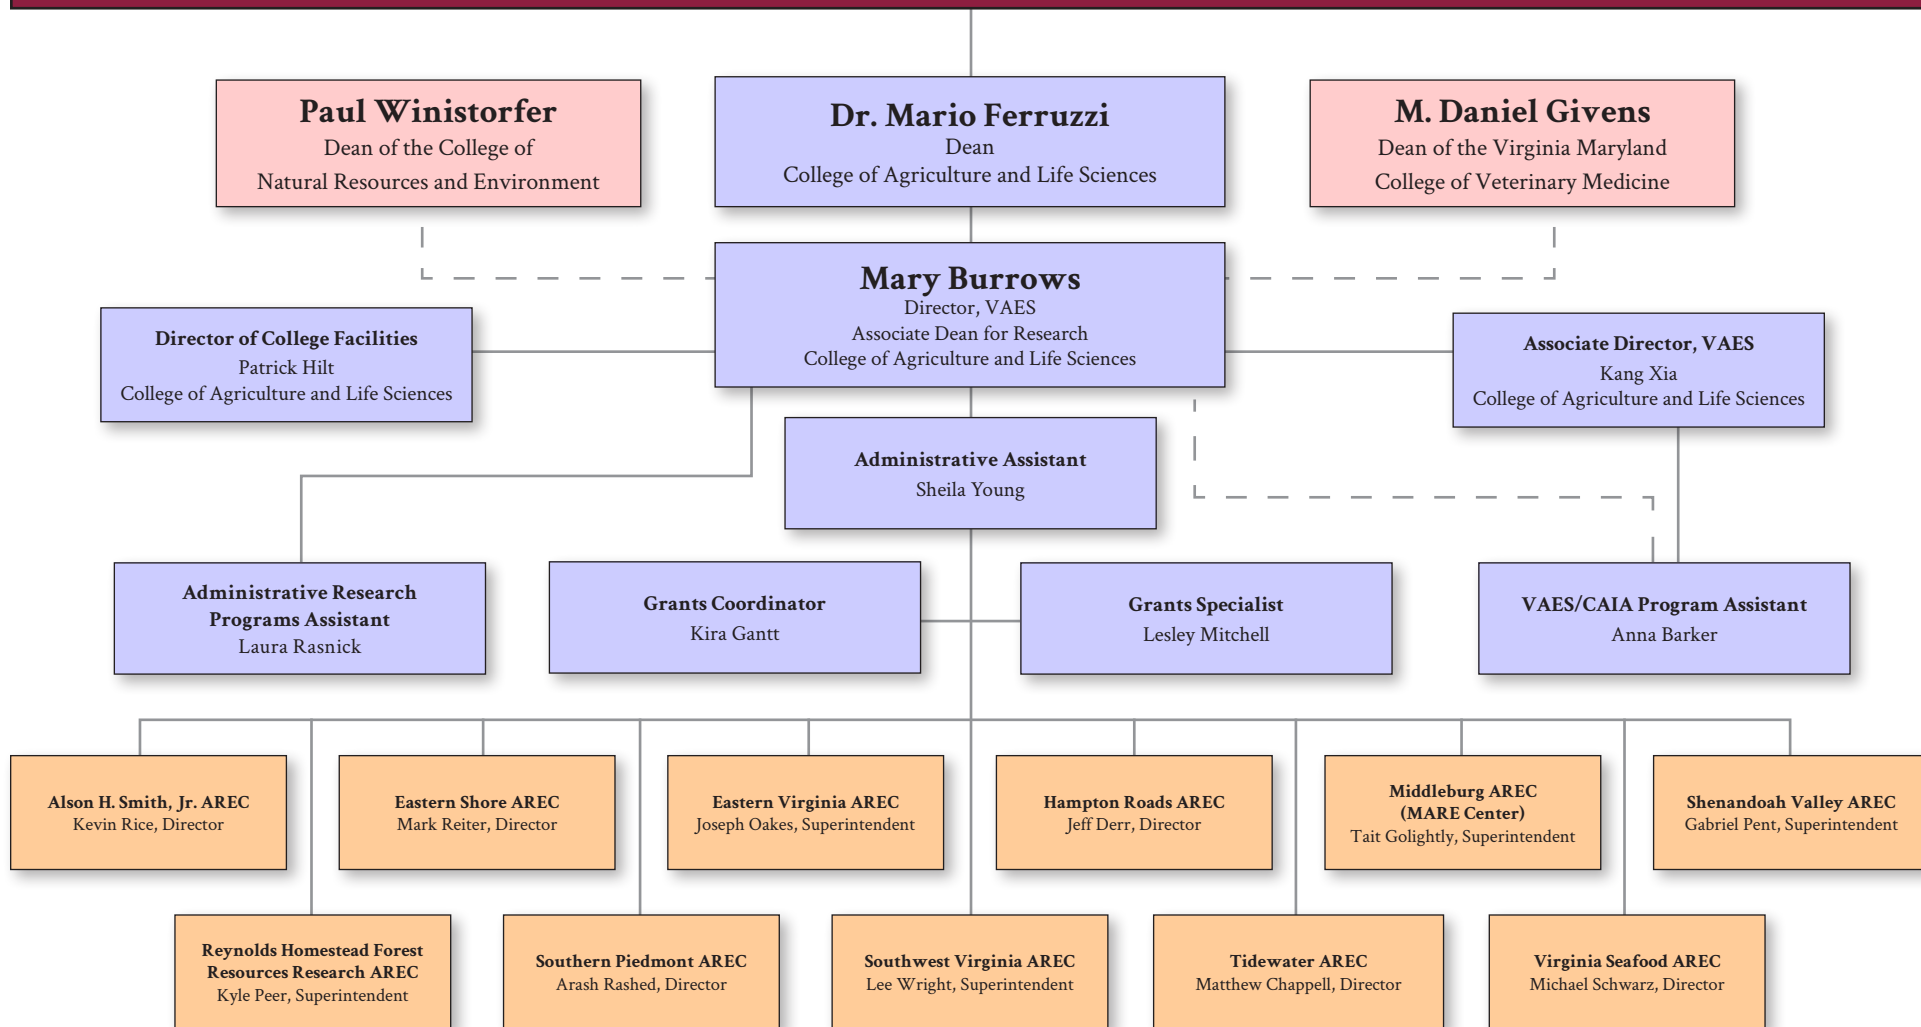 Paul Winistorfer
Dean of the College of
Natural Resources and Environment
Dr. Mario Ferruzzi
Dean
College of Agriculture and Life Sciences
M. Daniel Givens
Dean of the Virginia Maryland
College of Veterinary Medicine
Mary Burrows
Director, VAES
Associate Dean for Research
College of Agriculture and Life Sciences
Director of College Facilities
Patrick Hilt
College of Agriculture and Life Sciences
Associate Director, VAES
Kang Xia
College of Agriculture and Life Sciences
Administrative Assistant
Sheila Young
Administrative Research
Programs Assistant
Laura Rasnick
Grants Coordinator
Kira Gantt
Grants Specialist
Lesley Mitchell
VAES/CAIA Program Assistant
Anna Barker
Alson H. Smith, Jr. AREC
Kevin Rice, Director
Eastern Shore AREC
Mark Reiter, Director
Eastern Virginia AREC
Joseph Oakes, Superintendent
Hampton Roads AREC
Jeff Derr, Director
Middleburg AREC
(MARE Center)
Tait Golightly, Superintendent
Shenandoah Valley AREC
Gabriel Pent, Superintendent
Reynolds Homestead Forest
Resources Research AREC
Kyle Peer, Superintendent
Southern Piedmont AREC
Arash Rashed, Director
Southwest Virginia AREC
Lee Wright, Superintendent
Tidewater AREC
Matthew Chappell, Director
Virginia Seafood AREC
Michael Schwarz, Director